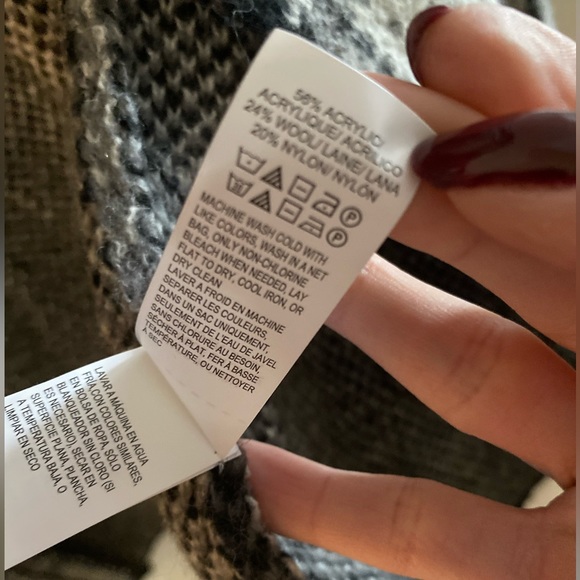 56% ACRYLIC/
ACRYLIQUE/ ACRÍLICO
24% WOOL/ LAINE/ LANA
20% NYLON/ NYLÓN
MACHINE WASH COLD WITH
LIKE COLORS, WASH IN A NET
BAG, ONLY NON-CHLORINE
BLEACH WHEN NEEDED. LAY
FLAT TO DRY, COOL IRON, OR
DRY CLEAN
LAVER A FROID EN MACHINE
SEPARER LES COULEURS,
DANS UN SAC UNIQUEMENT,
SEULEMENT DE L'EAU DE JAVEL
SANS CHLORURE AU BESOIN,
SÉCHER À PLAT, FER À BASSE
TEMPÉRATURE, OU NETTOYER
À SEC
LAVAR A MÁQUINA EN AGUA
FRÍA CON COLORES SIMILARES,
EN BOLSA DE ROPA, SÓLO
BLANQUEADOR SIN CLORO (SI
ES NECESARIO), SECAR EN
SUPERFICIE PLANA, PLANCHA,
A TEMPERATURA BAJA, O
LIMPIAR EN SECO